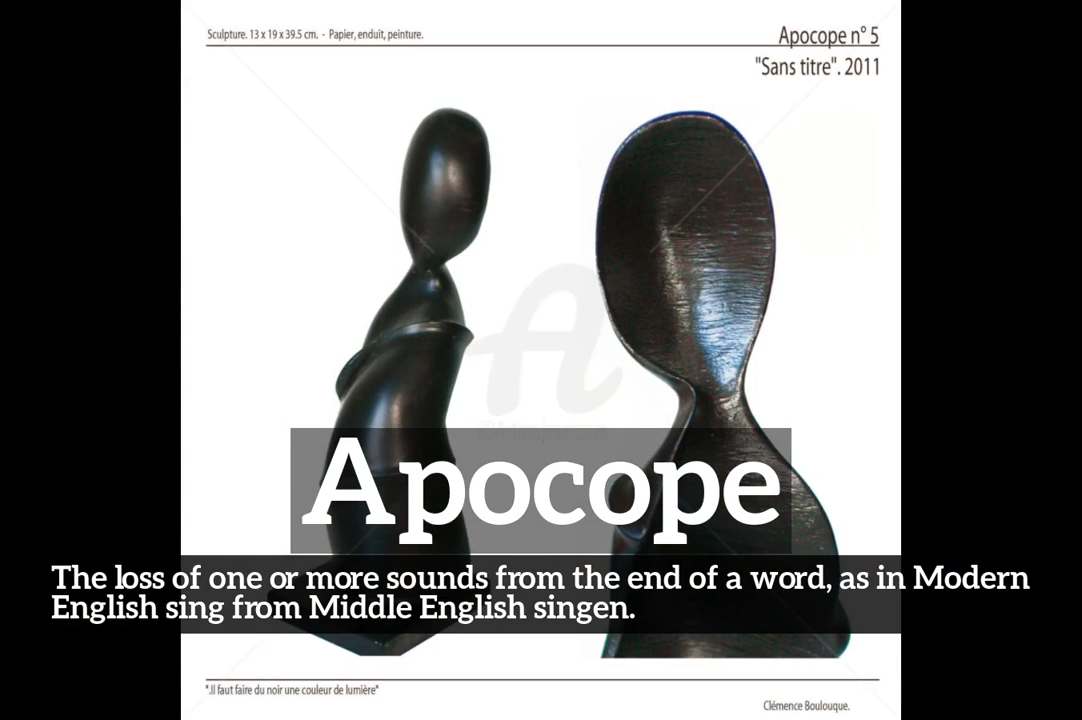 Sculpture. 13 x 19 x 39.5 cm. - Papier, enduit, peinture.
Apocope n° 5
"Sans titre". 2011
Apocope
The loss of one or more sounds from the end of a word, as in Modern
English sing from Middle English singen.
".Il faut faire du noir une couleur de lumière"
Clémence Boulouque.